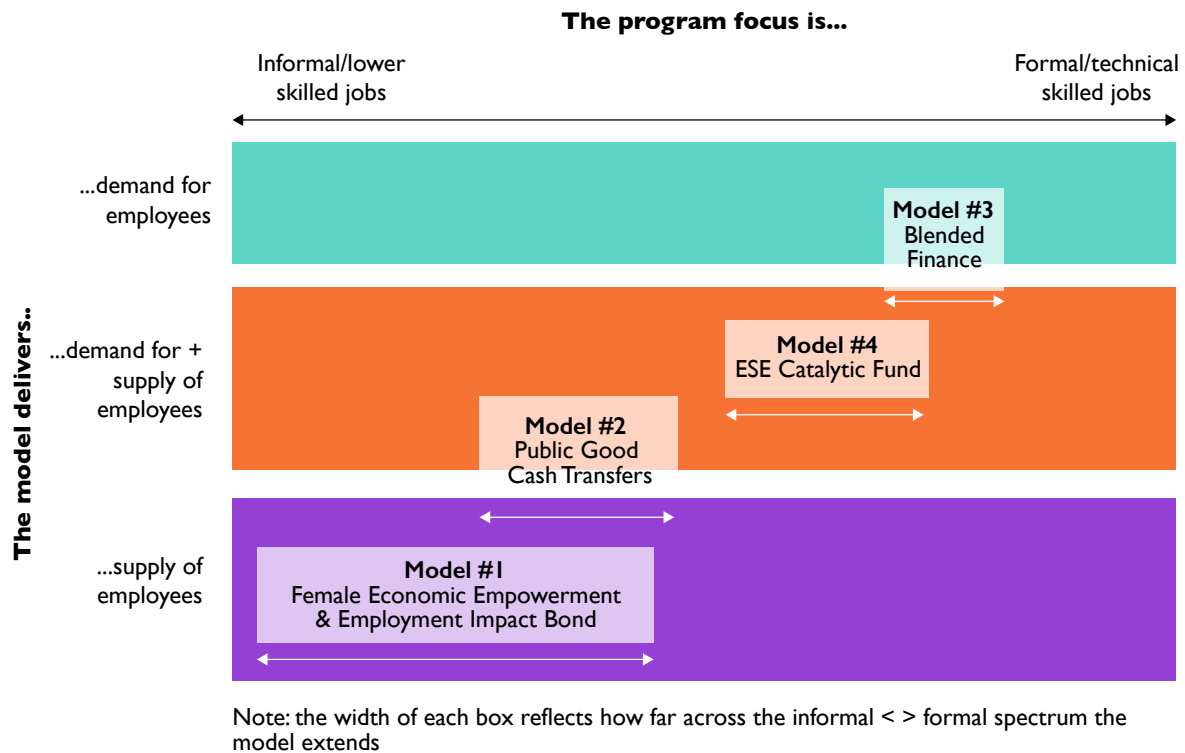 The program focus is...
Informal/lower
skilled jobs
Formal/technical
skilled jobs
The model delivers..
...demand for
employees
Model #3
Blended
Finance
...demand for +
supply of
employees
Model #4
ESE Catalytic Fund
Model #2
Public Good
Cash Transfers
...supply of
employees
Model #1
Female Economic Empowerment
& Employment Impact Bond
Note: the width of each box reflects how far across the informal < > formal spectrum the
model extends